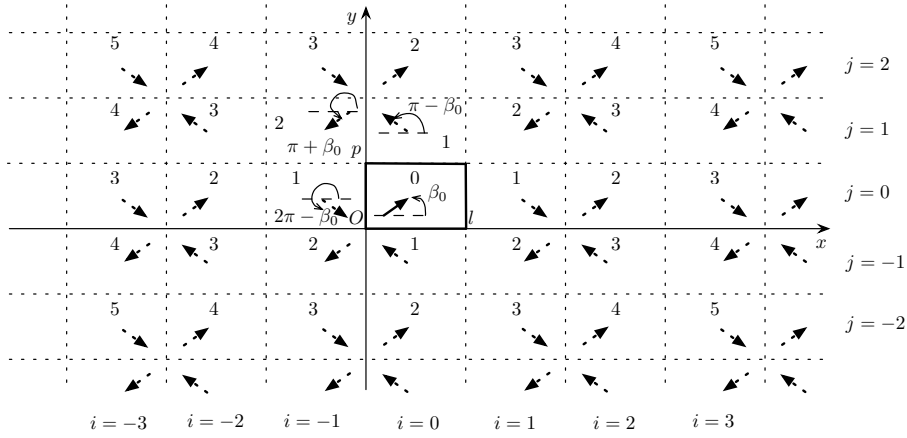 y
5 4 3 2 3 4 5 j = 2
4 3 2 π + β₀ π − β₀ 1 2 3 4 j = 1
p
3 2 1 2π − β₀ 0 β₀ 1 2 3 j = 0
O l
x
4 3 2 1 2 3 4 j = −1
5 4 3 2 3 4 5 j = −2
i = −3 i = −2 i = −1 i = 0 i = 1 i = 2 i = 3